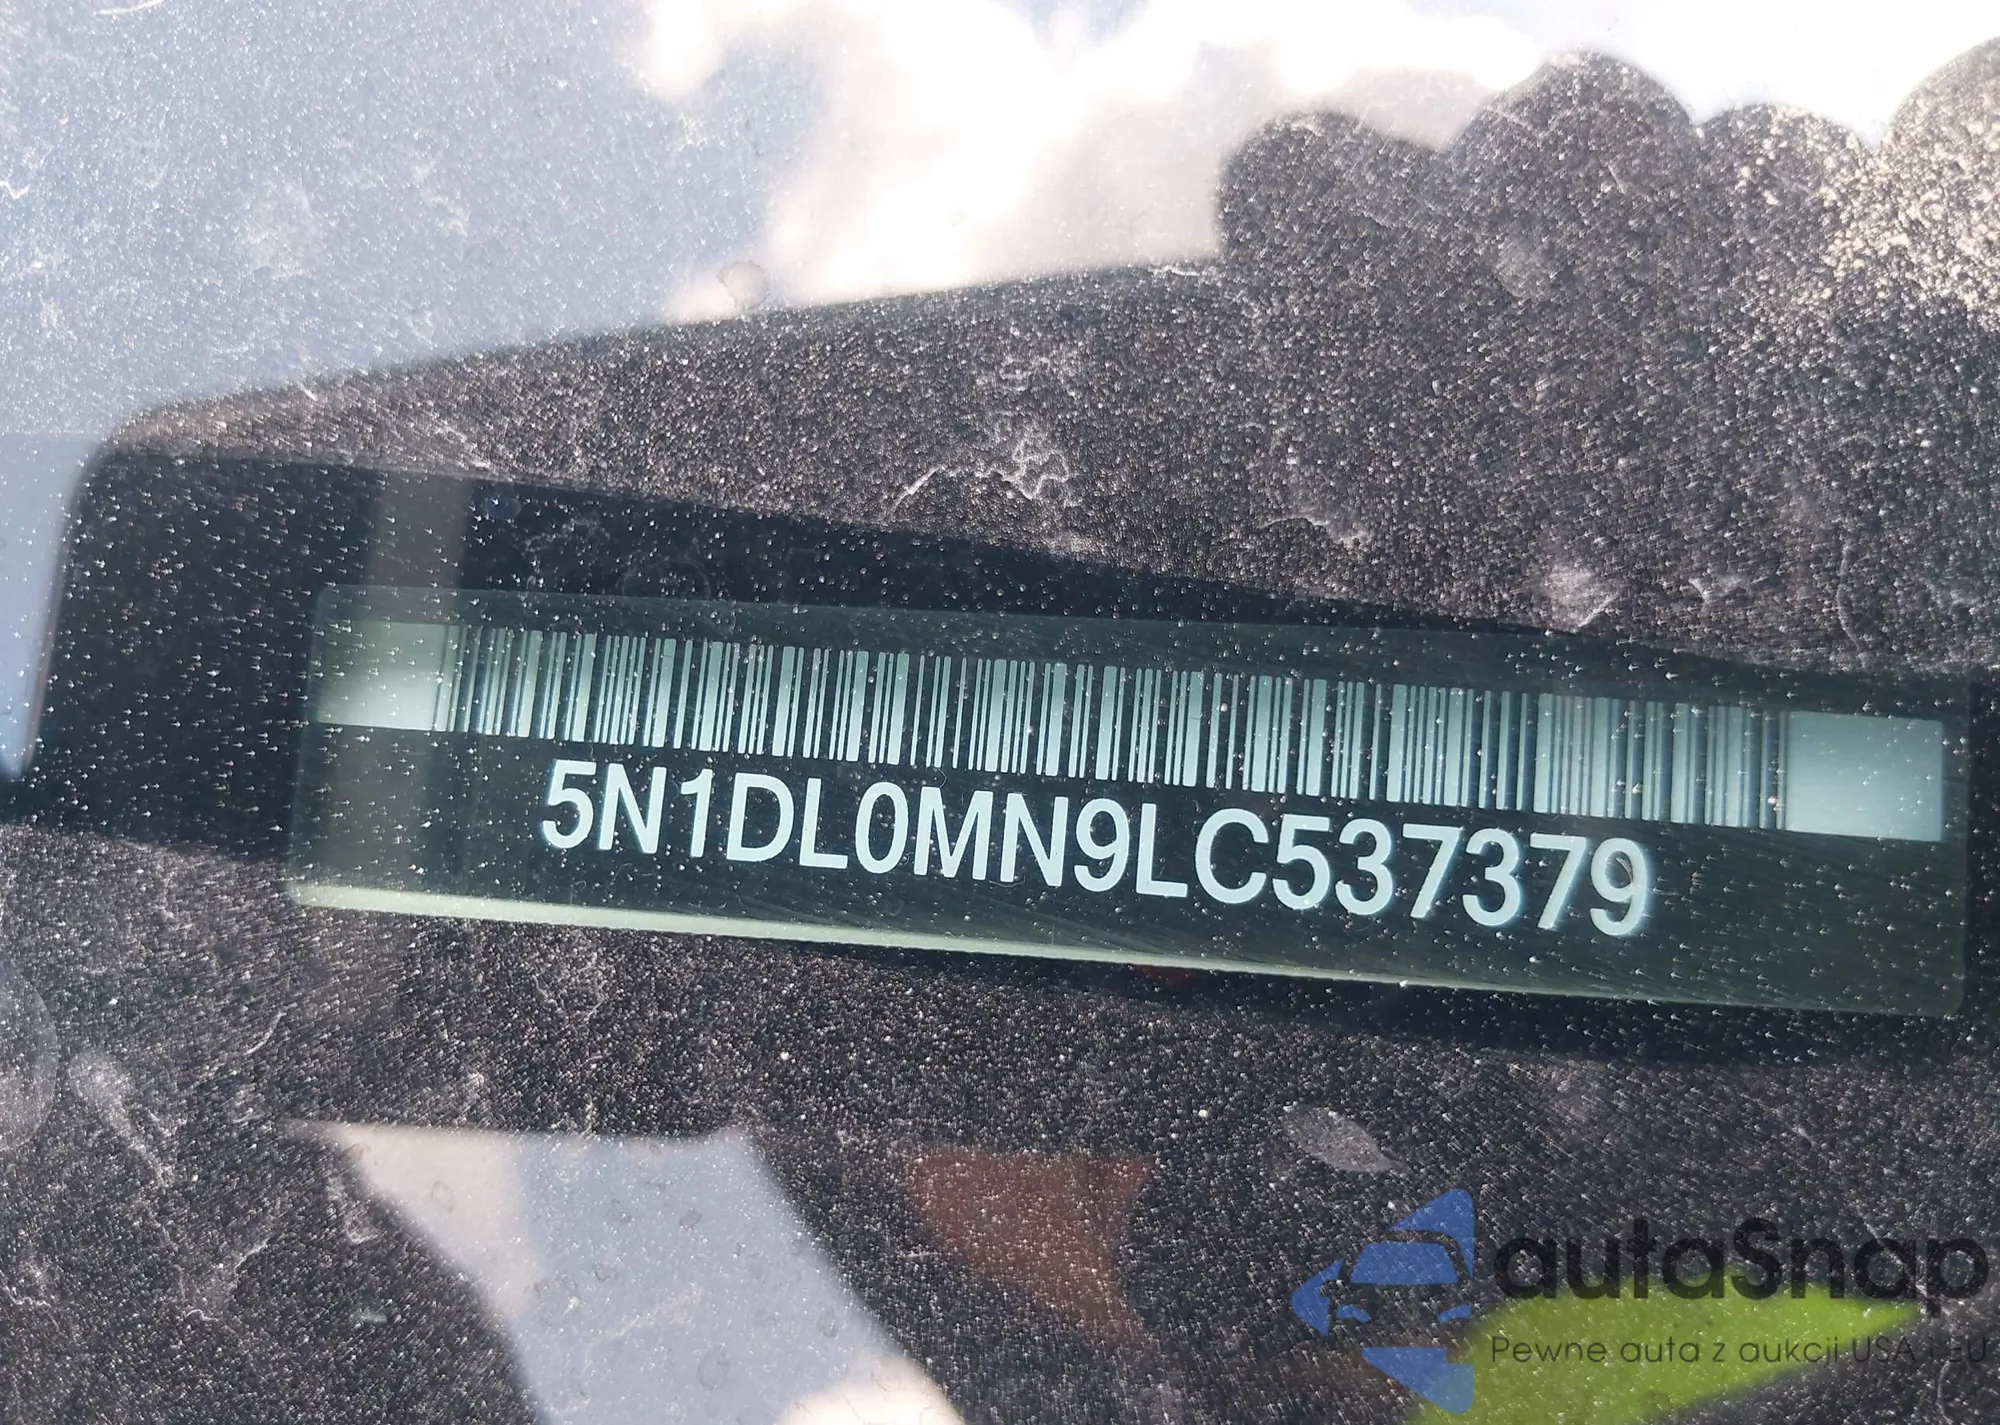 5N1DL0MN9LC537379
autaSnap
Pewne auta z aukcji USA i EU